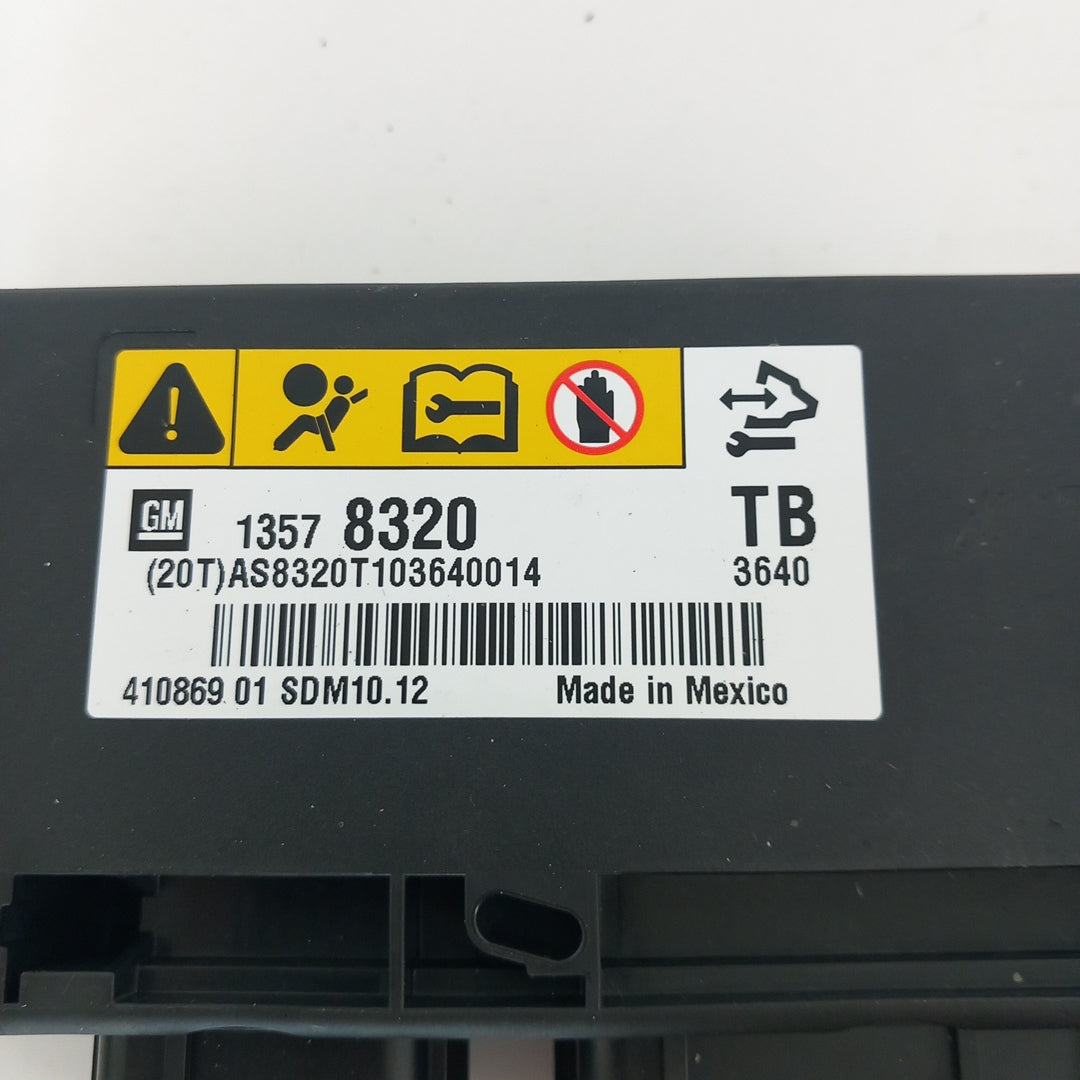 GM 1357 8320 TB
(20T)AS8320T103640014 3640
410869 01 SDM10.12 Made in Mexico